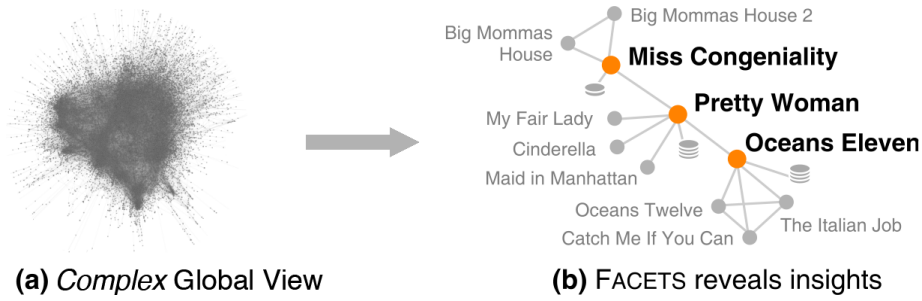 Big Mommas House 2
Big Mommas
House
Miss Congeniality
Pretty Woman
My Fair Lady
Oceans Eleven
Cinderella
Maid in Manhattan
Oceans Twelve
The Italian Job
Catch Me If You Can
(a) Complex Global View
(b) FACETS reveals insights